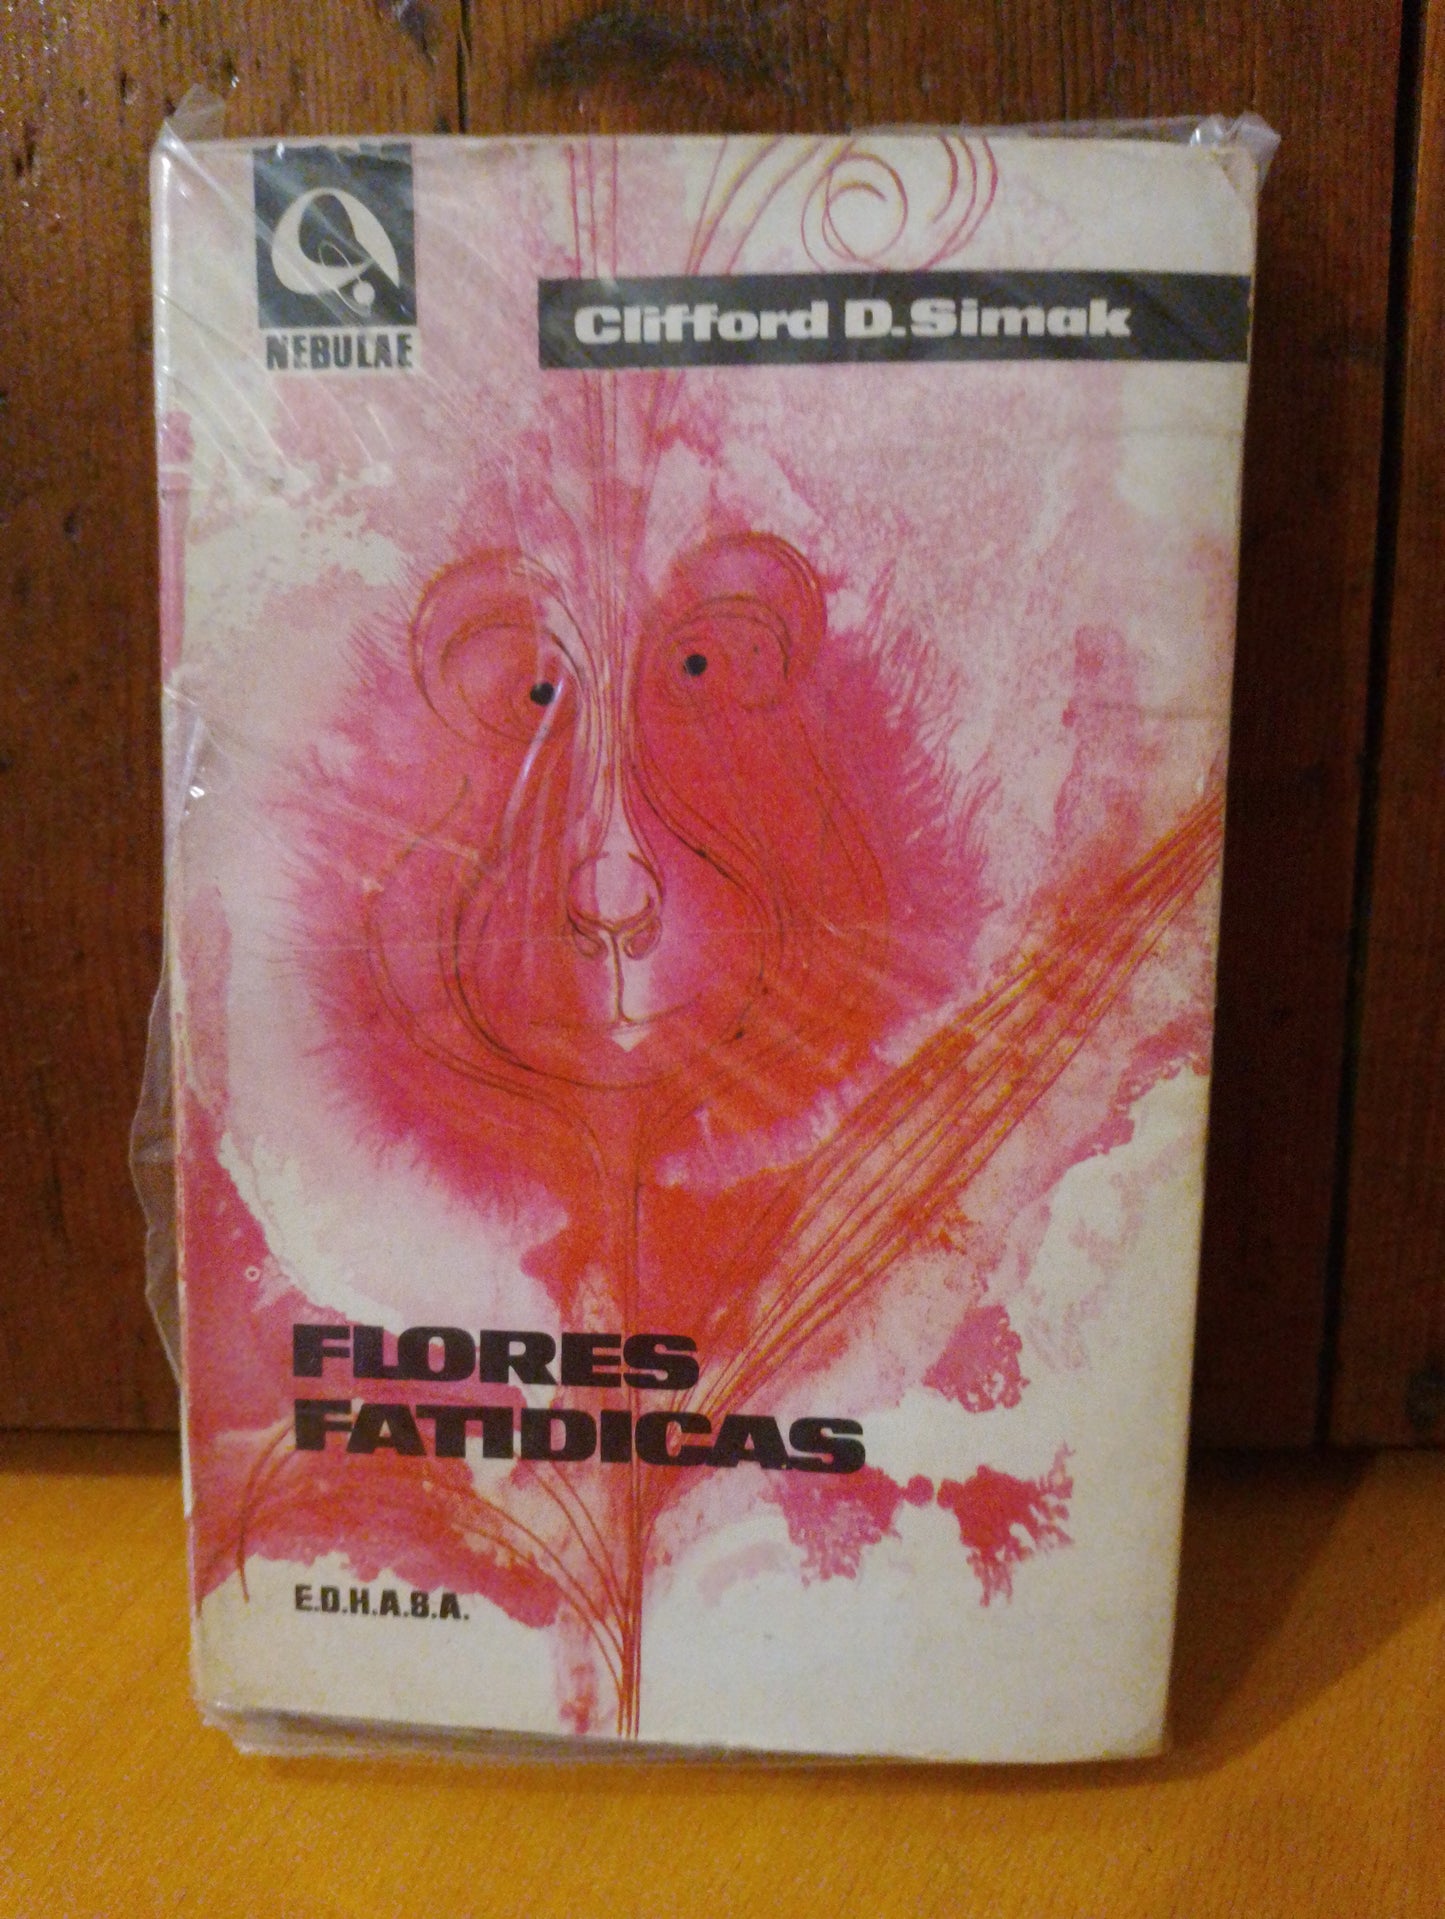 NEBULAE
Clifford D. Simak
FLORES
FATIDICAS
E.D.H.A.S.A.